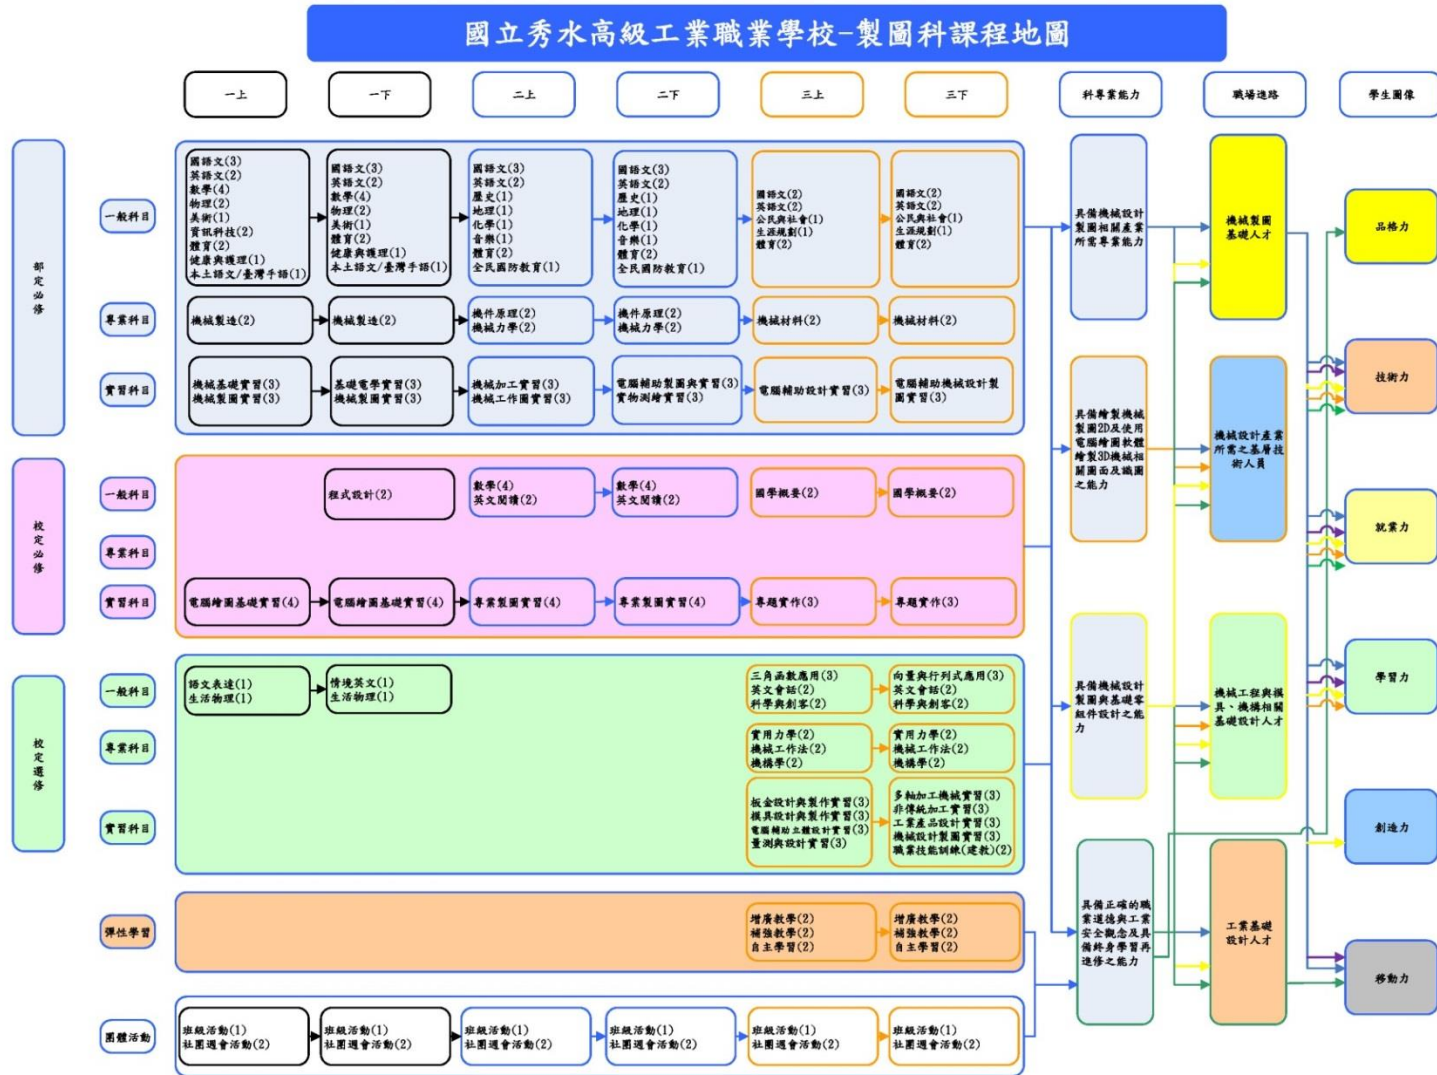 國立秀水高級工業職業學校-製圖科課程地圖
一上
一下
二上
二下
三上
三下
科專業能力
職場進路
學生圖像
部定必修
一般科目
國語文(3)
英語文(2)
數學(4)
物理(2)
美術(1)
資訊科技(2)
體育(2)
健康與護理(1)
本土語文/臺灣手語(1)
國語文(3)
英語文(2)
數學(4)
物理(2)
美術(1)
體育(2)
健康與護理(1)
本土語文/臺灣手語(1)
國語文(3)
英語文(2)
歷史(1)
地理(1)
化學(1)
音樂(1)
體育(2)
全民國防教育(1)
國語文(3)
英語文(2)
歷史(1)
地理(1)
化學(1)
音樂(1)
體育(2)
全民國防教育(1)
國語文(2)
英語文(2)
公民與社會(1)
生涯規劃(1)
體育(2)
國語文(2)
英語文(2)
公民與社會(1)
生涯規劃(1)
體育(2)
專業科目
機械製造(2)
機械製造(2)
機件原理(2)
機械力學(2)
機件原理(2)
機械力學(2)
機械材料(2)
機械材料(2)
實習科目
機械基礎實習(3)
機械製圖實習(3)
基礎電學實習(3)
機械製圖實習(3)
機械加工實習(3)
機械工作圖實習(3)
電腦輔助製圖與實習(3)
實物測繪實習(3)
電腦輔助設計實習(3)
電腦輔助機械設計製
圖實習(3)
校定必修
一般科目
程式設計(2)
數學(4)
英文閱讀(2)
數學(4)
英文閱讀(2)
國學概要(2)
國學概要(2)
專業科目
實習科目
電腦繪圖基礎實習(4)
電腦繪圖基礎實習(4)
專業製圖實習(4)
專業製圖實習(4)
專題實作(3)
專題實作(3)
校定選修
一般科目
語文表達(1)
生活物理(1)
情境英文(1)
生活物理(1)
三角函數應用(3)
英文會話(2)
科學與創客(2)
向量與行列式應用(3)
英文會話(2)
科學與創客(2)
專業科目
實用力學(2)
機械工作法(2)
機構學(2)
實用力學(2)
機械工作法(2)
機構學(2)
實習科目
板金設計與製作實習(3)
模具設計與製作實習(3)
電腦輔助立體設計實習(3)
量測與設計實習(3)
多軸加工機械實習(3)
非傳統加工實習(3)
工業產品設計實習(3)
機械設計製圖實習(3)
職業技能訓練(建教)(2)
彈性學習
增廣教學(2)
補強教學(2)
自主學習(2)
增廣教學(2)
補強教學(2)
自主學習(2)
團體活動
班級活動(1)
社團週會活動(2)
班級活動(1)
社團週會活動(2)
班級活動(1)
社團週會活動(2)
班級活動(1)
社團週會活動(2)
班級活動(1)
社團週會活動(2)
班級活動(1)
社團週會活動(2)
具備機械設計
製圖相關產業
所需專業能力
具備繪製機械
製圖2D及使用
電腦繪圖軟體
繪製3D機械相
關圖面及識圖
之能力
具備機械設計
製圖與基礎零
組件設計之能
力
具備正確的職
業道德與工業
安全觀念及具
備終身學習再
進修之能力
機械製圖
基礎人才
機械設計產業
所需之基層技
術人員
機械工程與模
具、機構相關
基礎設計人才
工業基礎
設計人才
品格力
技術力
就業力
學習力
創造力
移動力